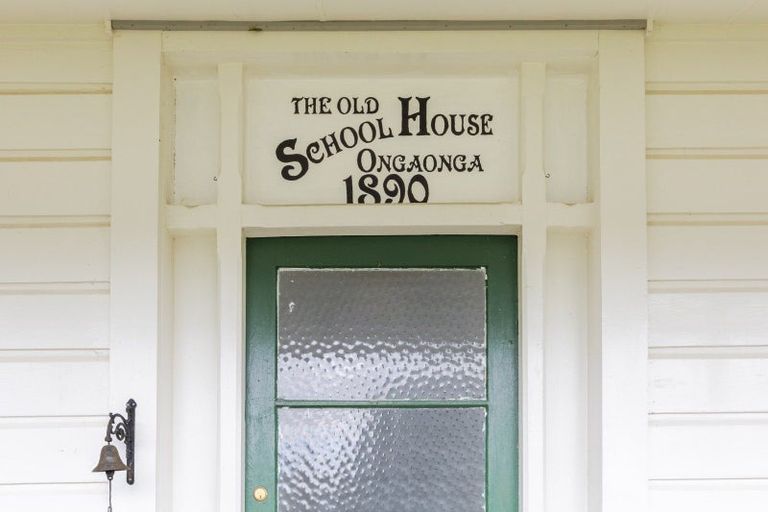 THE OLD
SCHOOL HOUSE
ONGAONGA
1890